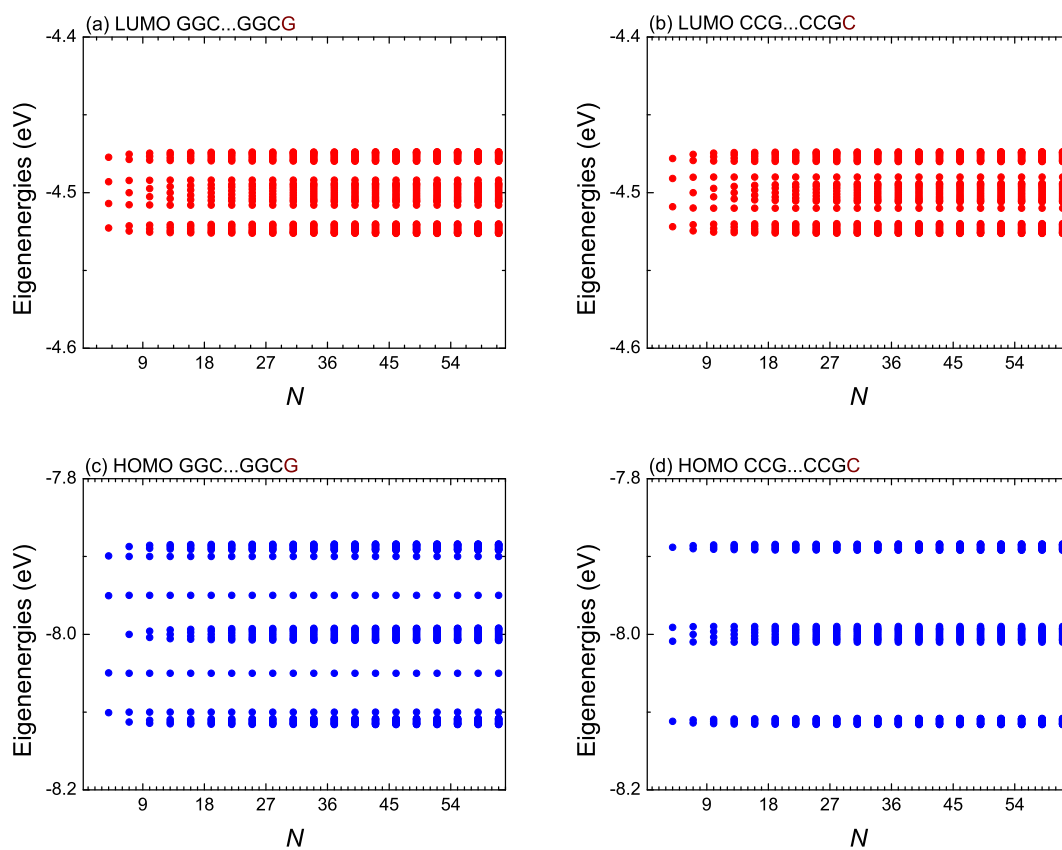 (a) LUMO GGC...GGCG
-4.4
-4.5
-4.6
Eigenenergies (eV)
9 18 27 36 45 54
N
(b) LUMO CCG...CCGC
-4.4
-4.5
-4.6
Eigenenergies (eV)
9 18 27 36 45 54
N
(c) HOMO GGC...GGCG
-7.8
-8.0
-8.2
Eigenenergies (eV)
9 18 27 36 45 54
N
(d) HOMO CCG...CCGC
-7.8
-8.0
-8.2
Eigenenergies (eV)
9 18 27 36 45 54
N